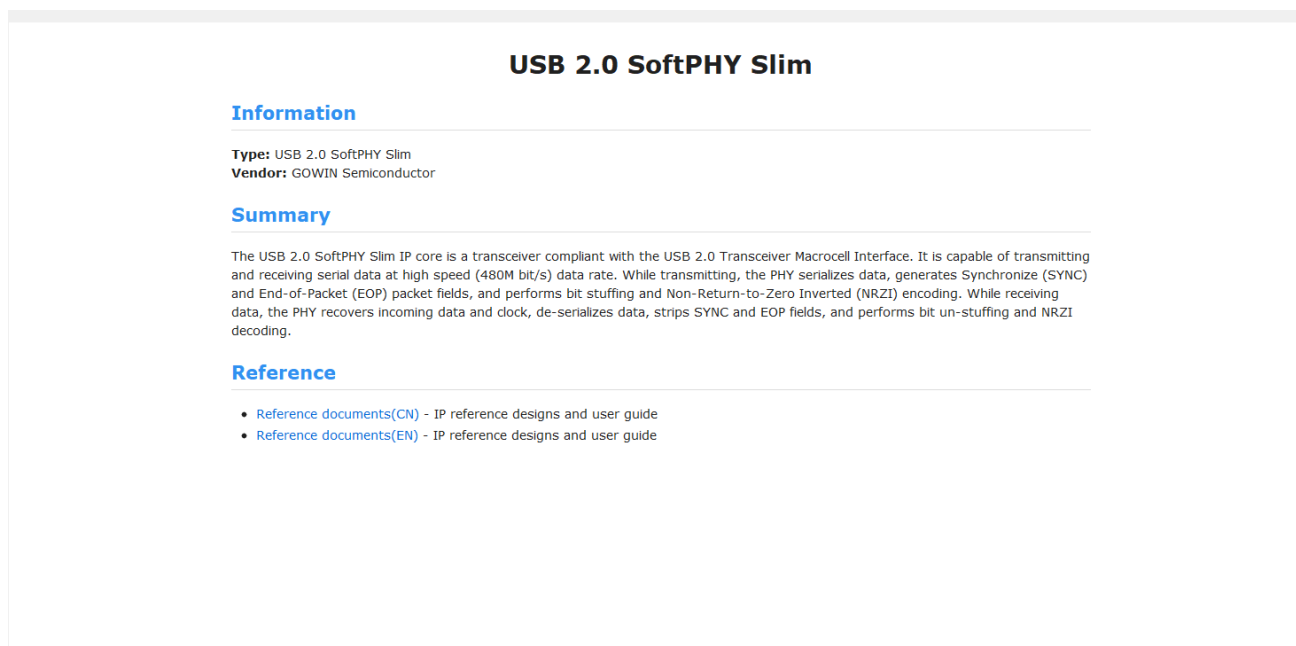 USB 2.0 SoftPHY Slim
Information
Type: USB 2.0 SoftPHY Slim
Vendor: GOWIN Semiconductor
Summary
The USB 2.0 SoftPHY Slim IP core is a transceiver compliant with the USB 2.0 Transceiver Macrocell Interface. It is capable of transmitting
and receiving serial data at high speed (480M bit/s) data rate. While transmitting, the PHY serializes data, generates Synchronize (SYNC)
and End-of-Packet (EOP) packet fields, and performs bit stuffing and Non-Return-to-Zero Inverted (NRZI) encoding. While receiving
data, the PHY recovers incoming data and clock, de-serializes data, strips SYNC and EOP fields, and performs bit un-stuffing and NRZI
decoding.
Reference
• Reference documents(CN) - IP reference designs and user guide
• Reference documents(EN) - IP reference designs and user guide